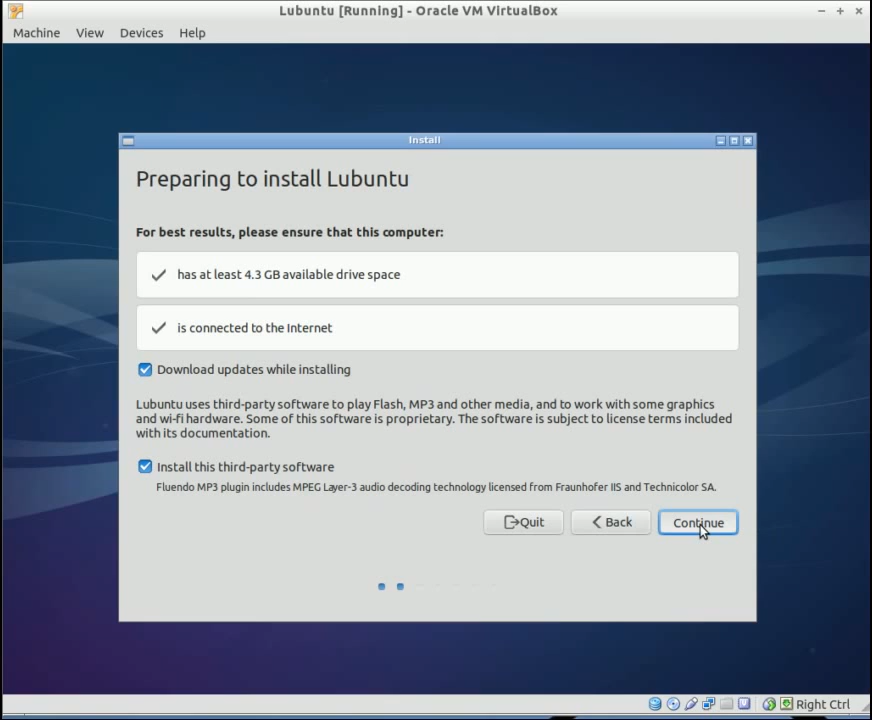 Lubuntu [Running] - Oracle VM VirtualBox
Machine View Devices Help
Install
Preparing to install Lubuntu
For best results, please ensure that this computer:
has at least 4.3 GB available drive space
is connected to the Internet
Download updates while installing
Lubuntu uses third-party software to play Flash, MP3 and other media, and to work with some graphics
and wi-fi hardware. Some of this software is proprietary. The software is subject to license terms included
with its documentation.
Install this third-party software
Fluendo MP3 plugin includes MPEG Layer-3 audio decoding technology licensed from Fraunhofer IIS and Technicolor SA.
Quit Back Continue
Right Ctrl